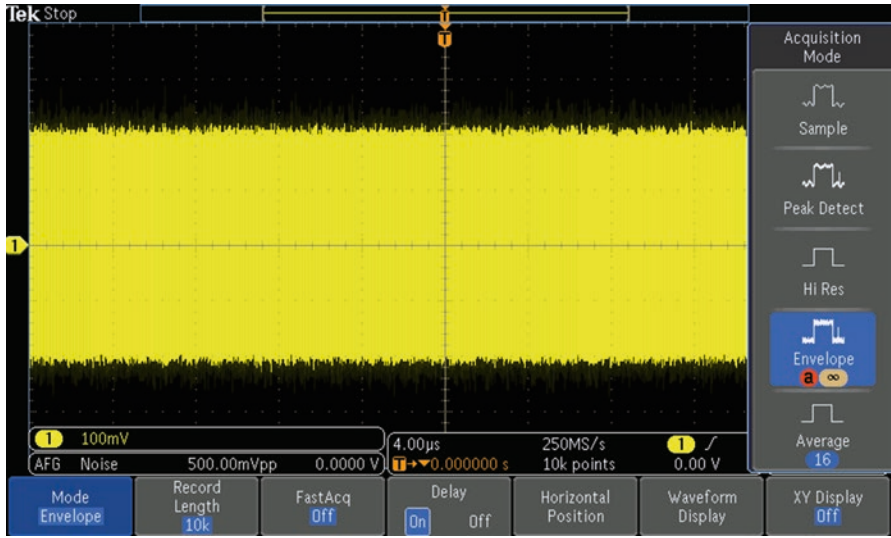 Tek Stop
T
T
Acquisition
Mode
Sample
Peak Detect
Hi Res
Envelope
a ∞
Average
16
1
1 100mV
AFG Noise 500.00mVpp 0.0000 V
4.00µs 250MS/s 1
T→▼0.000000 s 10k points 0.00 V
Mode
Envelope
Record
Length
10k
FastAcq
Off
Delay
On Off
Horizontal
Position
Waveform
Display
XY Display
Off